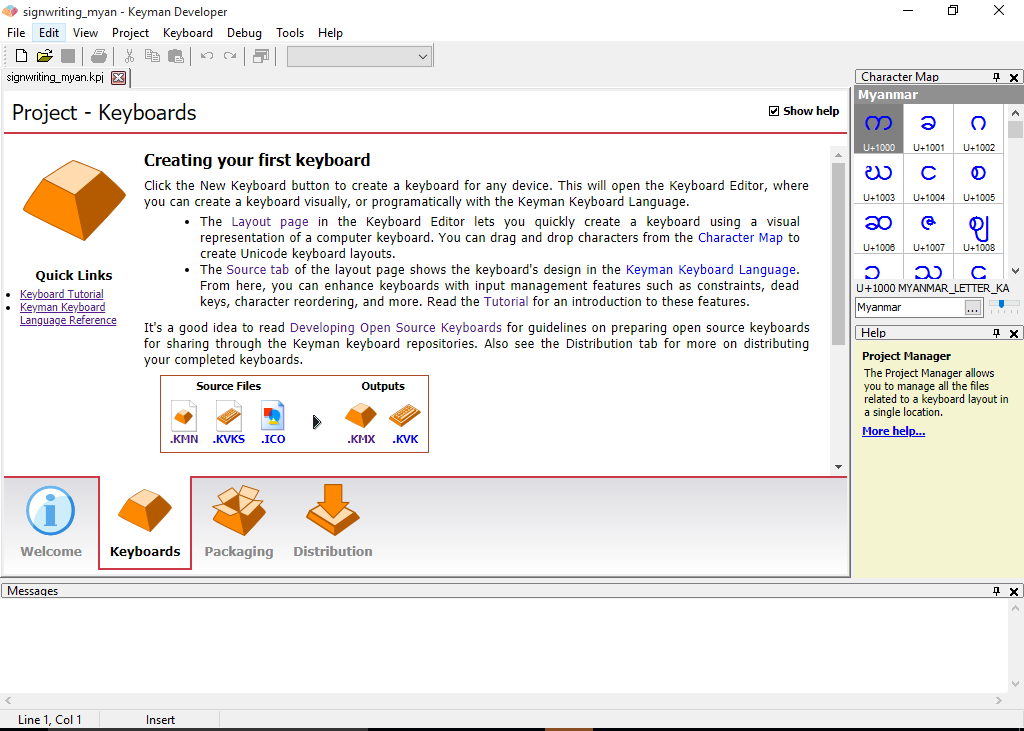 signwriting_myan - Keyman Developer
File Edit View Project Keyboard Debug Tools Help
signwriting_myan.kpj
Project - Keyboards
Show help
Creating your first keyboard
Click the New Keyboard button to create a keyboard for any device. This will open the Keyboard Editor, where
you can create a keyboard visually, or programatically with the Keyman Keyboard Language.
• The Layout page in the Keyboard Editor lets you quickly create a keyboard using a visual
representation of a computer keyboard. You can drag and drop characters from the Character Map to
create Unicode keyboard layouts.
• The Source tab of the layout page shows the keyboard's design in the Keyman Keyboard Language.
From here, you can enhance keyboards with input management features such as constraints, dead
keys, character reordering, and more. Read the Tutorial for an introduction to these features.
It's a good idea to read Developing Open Source Keyboards for guidelines on preparing open source keyboards
for sharing through the Keyman keyboard repositories. Also see the Distribution tab for more on distributing
your completed keyboards.
Quick Links
• Keyboard Tutorial
• Keyman Keyboard
Language Reference
Source Files Outputs
.KMN .KVKS .ICO .KMX .KVK
Welcome Keyboards Packaging Distribution
Character Map
Myanmar
က ခ ဂ
U+1000 U+1001 U+1002
ဃ င စ
U+1003 U+1004 U+1005
ဆ ဇ ဈ
U+1006 U+1007 U+1008
U+1000 MYANMAR_LETTER_KA
Myanmar ...
Help
Project Manager
The Project Manager allows
you to manage all the files
related to a keyboard layout in
a single location.
More help...
Messages
Line 1, Col 1 Insert